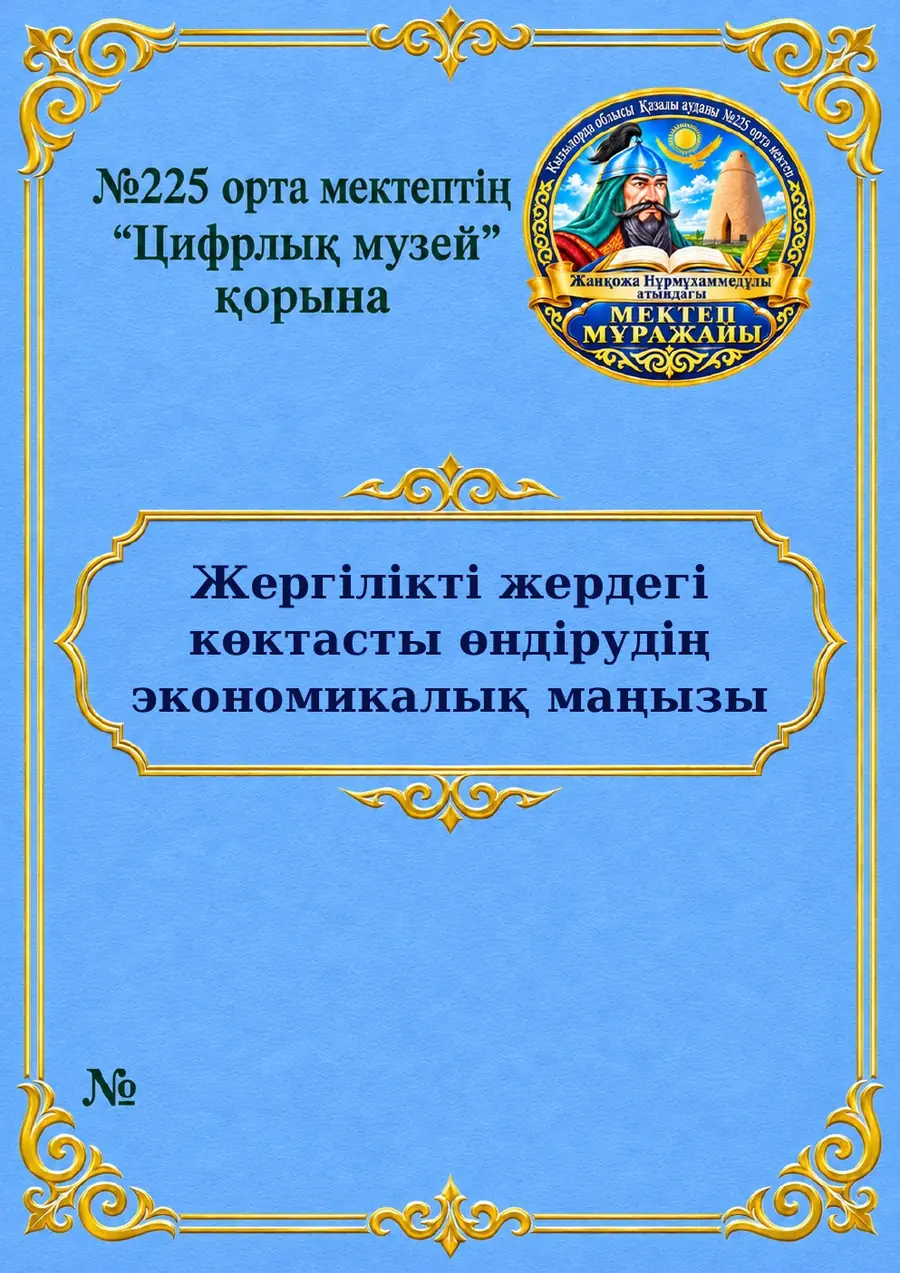 №225 орта мектептің
“Цифрлық музей”
қорына
Қызылорда облысы Қазалы ауданы №225 орта мектеп
Жанқожа Нұрмұхаммедұлы
атындағы
МЕКТЕП
МҰРАЖАЙЫ
Жергілікті жердегі
көктасты өндірудің
экономикалық маңызы
№